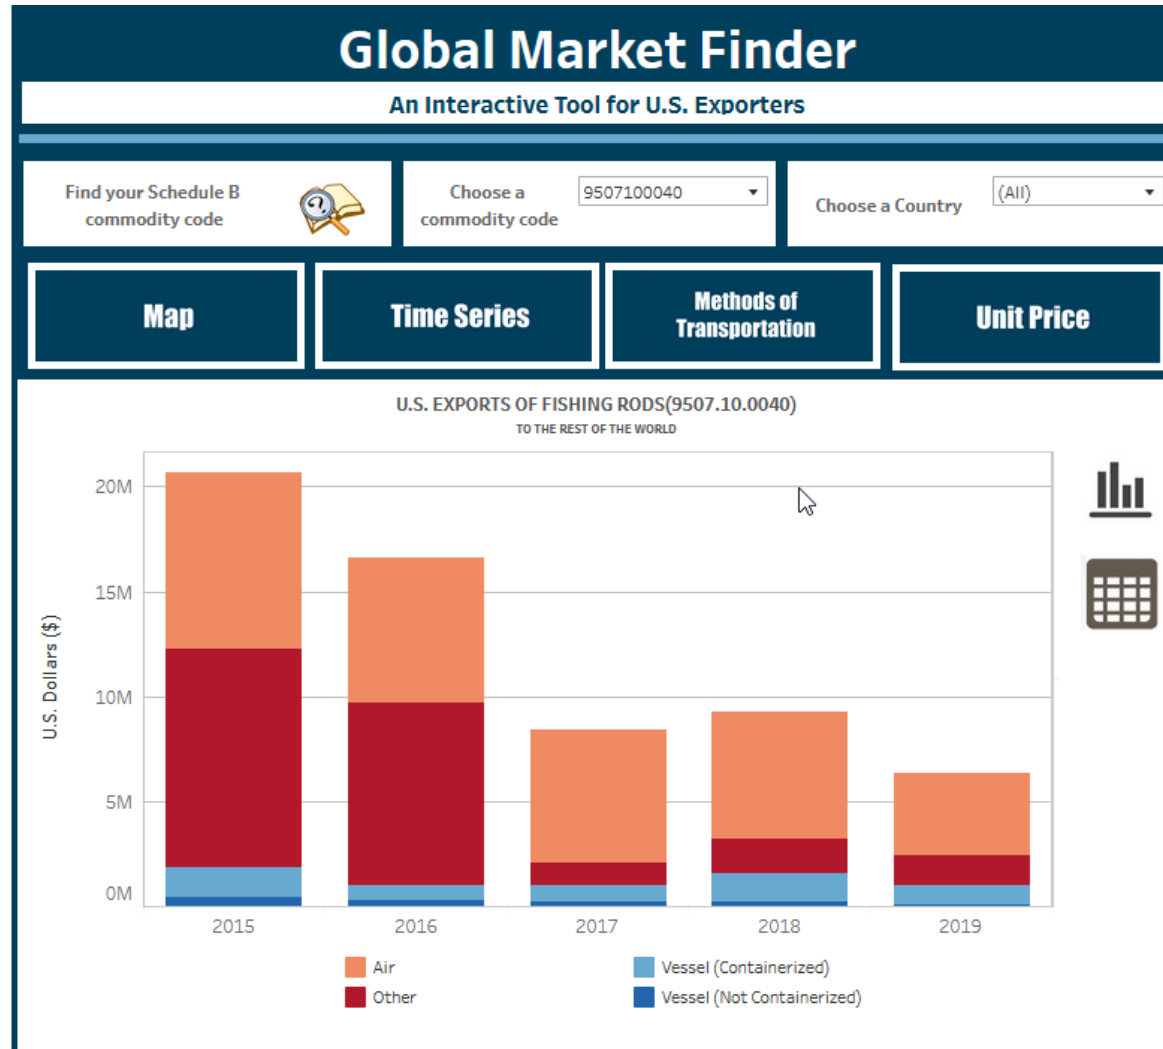 Global Market Finder
An Interactive Tool for U.S. Exporters
Find your Schedule B
commodity code
?
Choose a
commodity code
9507100040
Choose a Country
(All)
Map
Time Series
Methods of
Transportation
Unit Price
U.S. EXPORTS OF FISHING RODS(9507.10.0040)
TO THE REST OF THE WORLD
U.S. Dollars ($)
20M
15M
10M
5M
0M
2015
2016
2017
2018
2019
Air
Vessel (Containerized)
Other
Vessel (Not Containerized)